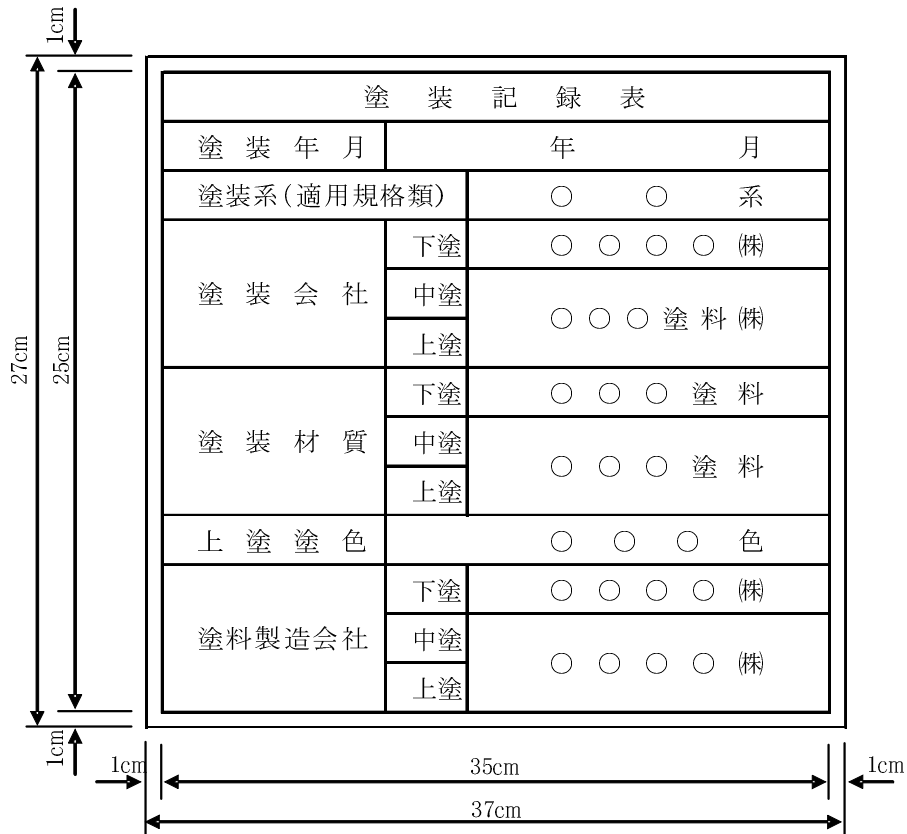 1cm
塗装記録表
塗装年月 年 月
塗装系(適用規格類) ○ ○ 系
塗装会社 下塗 ○○○○㈱
中塗 ○○○塗料㈱
上塗
塗装材質 下塗 ○○○塗料
中塗 ○○○塗料
上塗
上塗塗色 ○○○色
塗料製造会社 下塗 ○○○○㈱
中塗 ○○○○㈱
上塗
27cm
25cm
1cm
1cm
35cm
1cm
37cm